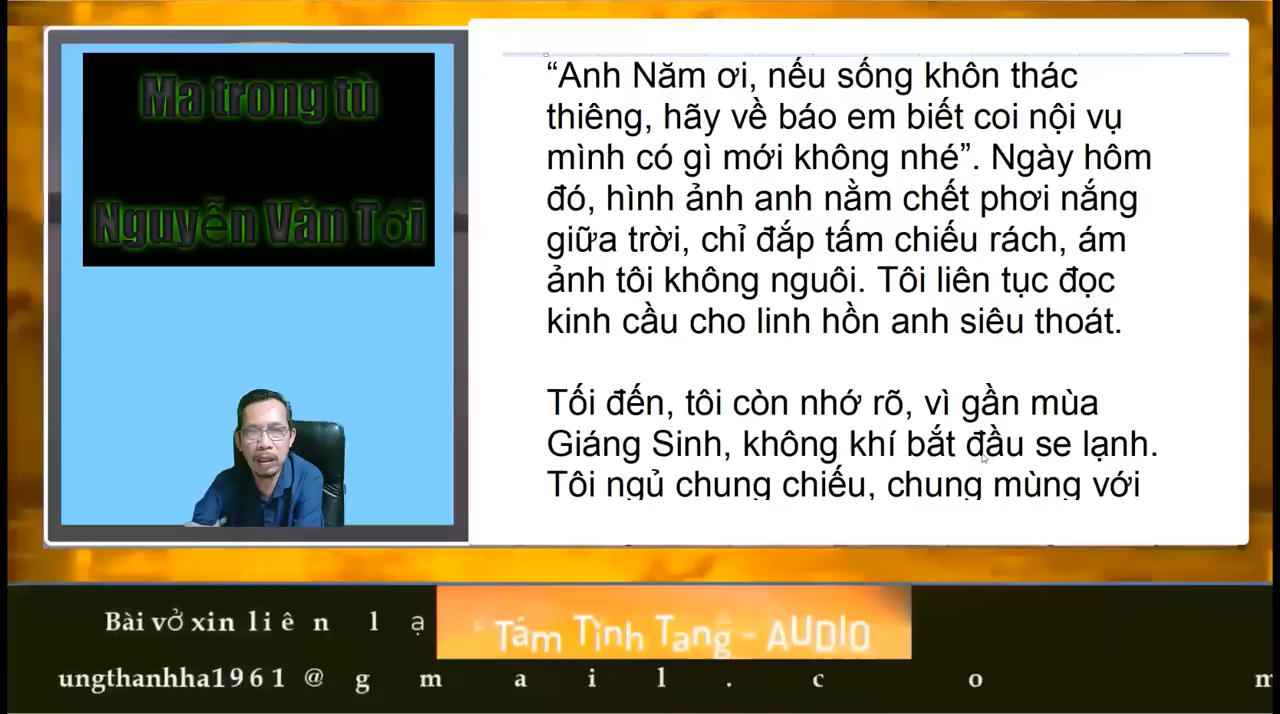 Ma trong tù
Nguyễn Văn Tới
“Anh Năm ơi, nếu sống khôn thác
thiêng, hãy về báo em biết coi nội vụ
mình có gì mới không nhé”. Ngày hôm
đó, hình ảnh anh nằm chết phơi nắng
giữa trời, chỉ đắp tấm chiếu rách, ám
ảnh tôi không nguôi. Tôi liên tục đọc
kinh cầu cho linh hồn anh siêu thoát.
Tối đến, tôi còn nhớ rõ, vì gần mùa
Giáng Sinh, không khí bắt đầu se lạnh.
Tôi ngủ chung chiếu, chung mùng với
Bài vở xin liên lạ
Tám Tình Tang - AUDIO
ungthanhha1961@gmail.com